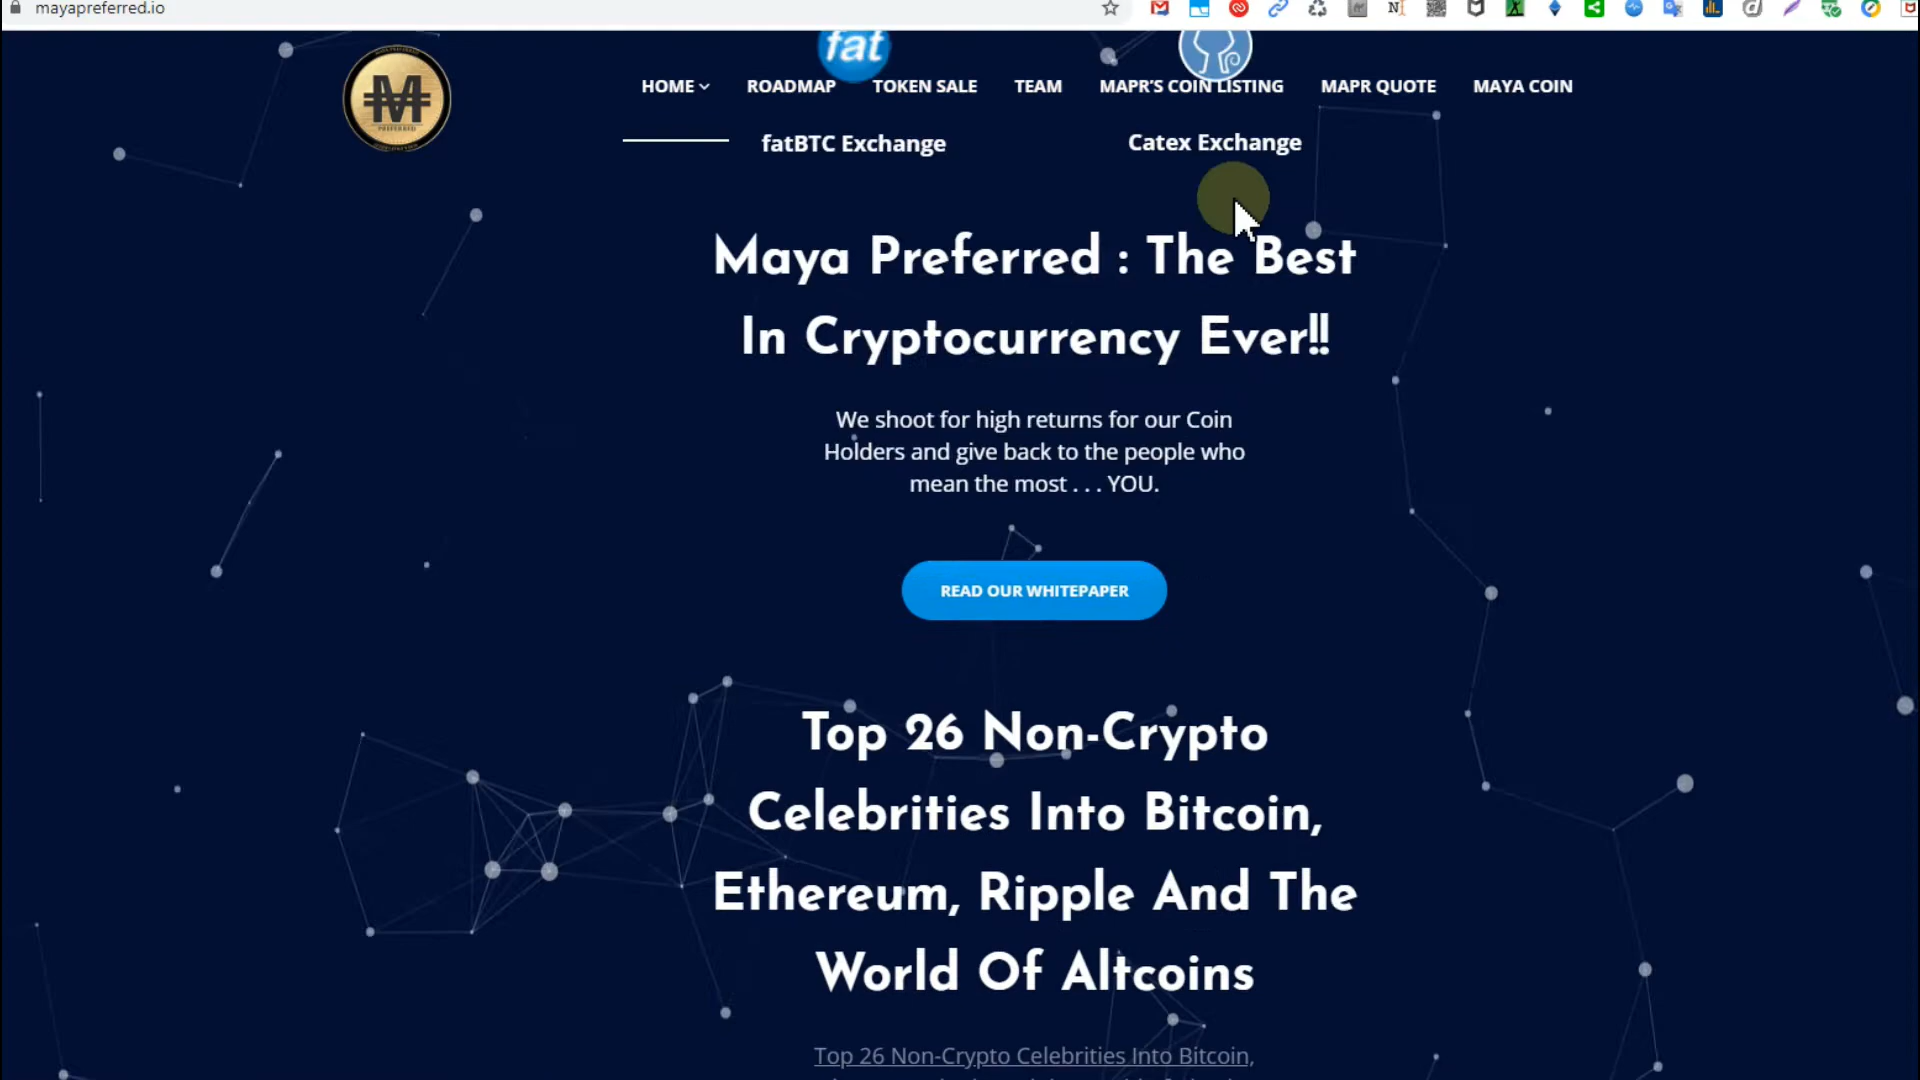 mayapreferred.io
fat
HOME ROADMAP TOKEN SALE TEAM MAPR'S COIN LISTING MAPR QUOTE MAYA COIN
M
PREFERRED
fatBTC Exchange Catex Exchange
Maya Preferred : The Best
In Cryptocurrency Ever!!
We shoot for high returns for our Coin
Holders and give back to the people who
mean the most . . . YOU.
READ OUR WHITEPAPER
Top 26 Non-Crypto
Celebrities Into Bitcoin,
Ethereum, Ripple And The
World Of Altcoins
Top 26 Non-Crypto Celebrities Into Bitcoin,